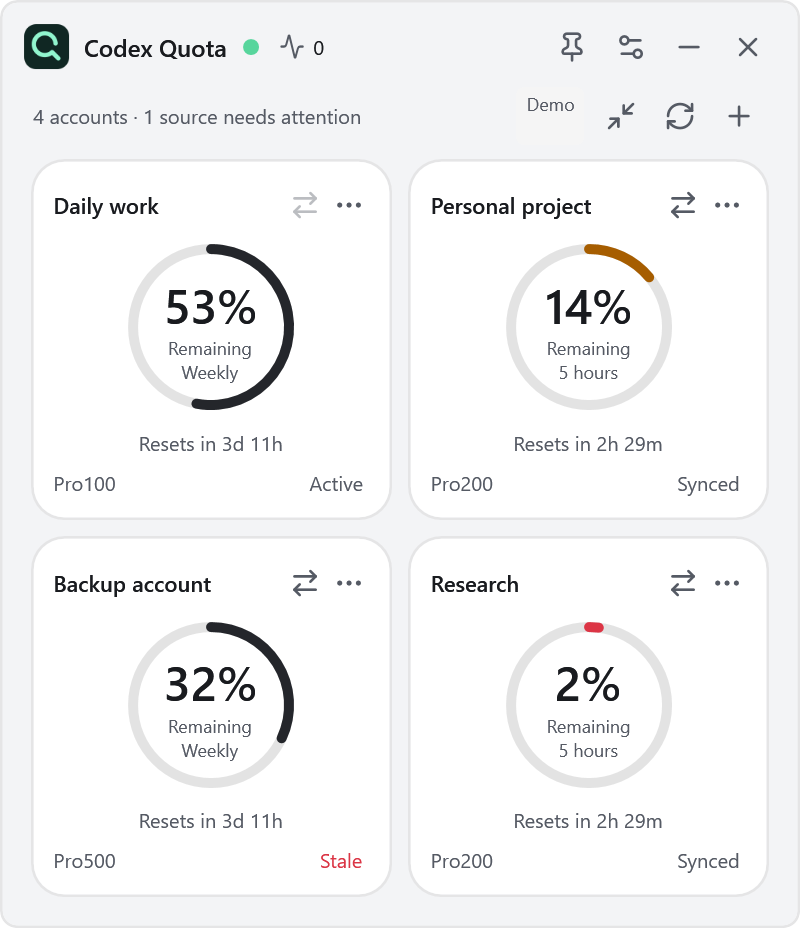 Codex Quota 0
4 accounts · 1 source needs attention
Demo
Daily work
53%
Remaining
Weekly
Resets in 3d 11h
Pro100 Active
Personal project
14%
Remaining
5 hours
Resets in 2h 29m
Pro200 Synced
Backup account
32%
Remaining
Weekly
Resets in 3d 11h
Pro500 Stale
Research
2%
Remaining
5 hours
Resets in 2h 29m
Pro200 Synced